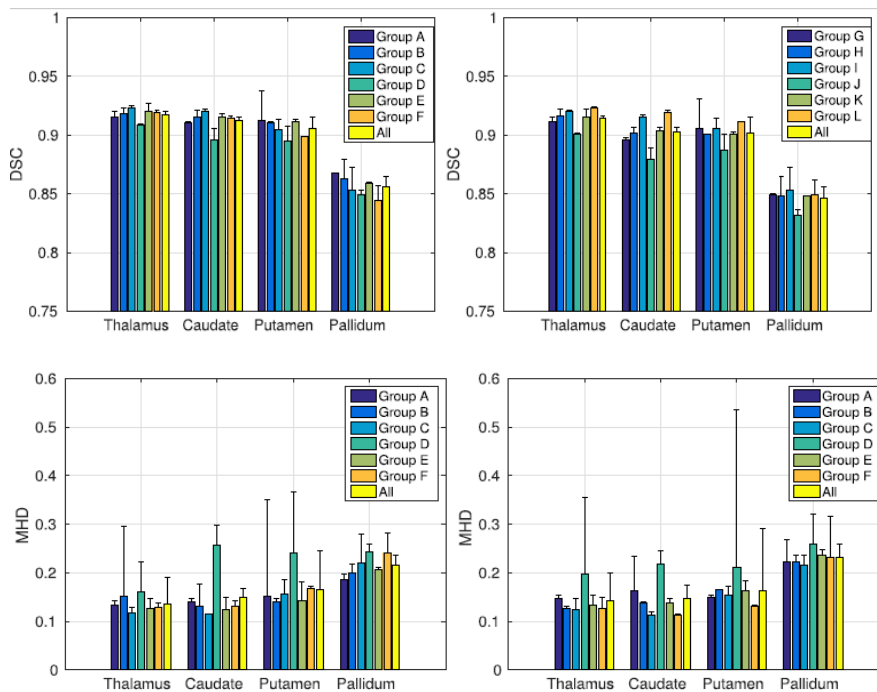 1
0.95
0.9
0.85
0.8
0.75
DSC
Thalamus Caudate Putamen Pallidum
Group A
Group B
Group C
Group D
Group E
Group F
All
1
0.95
0.9
0.85
0.8
0.75
DSC
Thalamus Caudate Putamen Pallidum
Group G
Group H
Group I
Group J
Group K
Group L
All
0.6
0.5
0.4
0.3
0.2
0.1
0
MHD
Thalamus Caudate Putamen Pallidum
Group A
Group B
Group C
Group D
Group E
Group F
All
0.6
0.5
0.4
0.3
0.2
0.1
0
MHD
Thalamus Caudate Putamen Pallidum
Group A
Group B
Group C
Group D
Group E
Group F
All